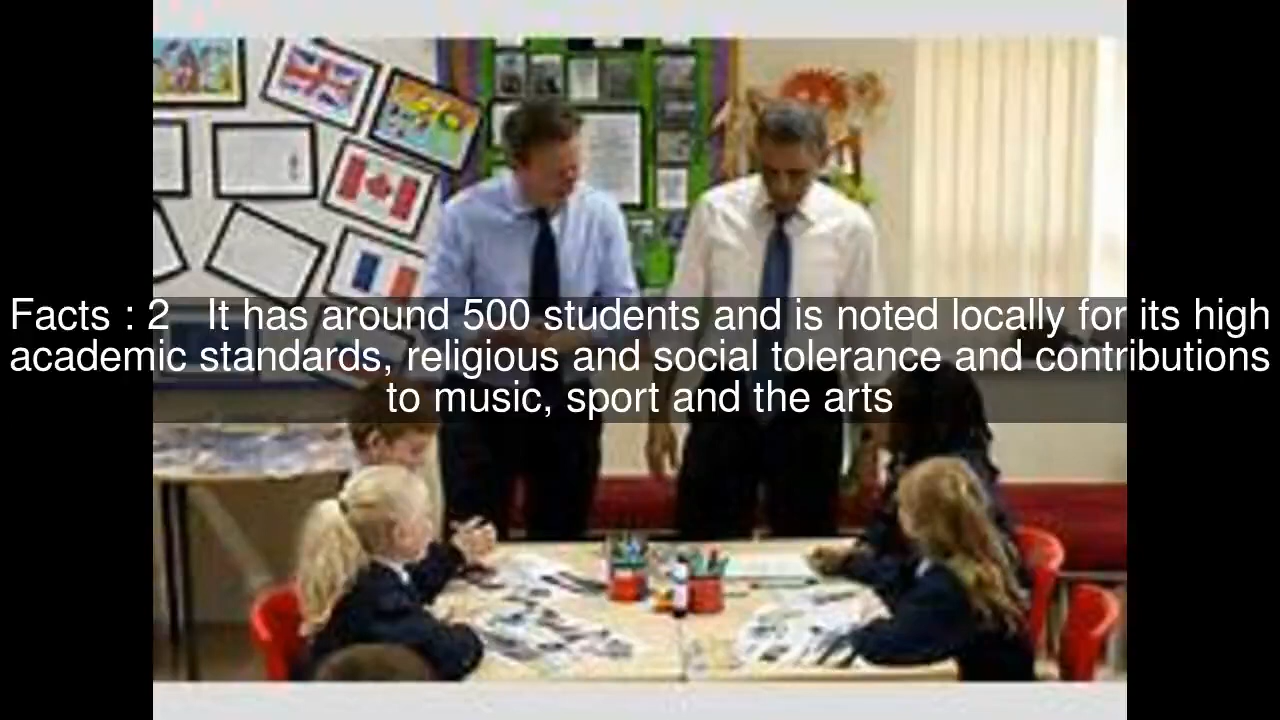 Facts : 2 It has around 500 students and is noted locally for its high
academic standards, religious and social tolerance and contributions
to music, sport and the arts